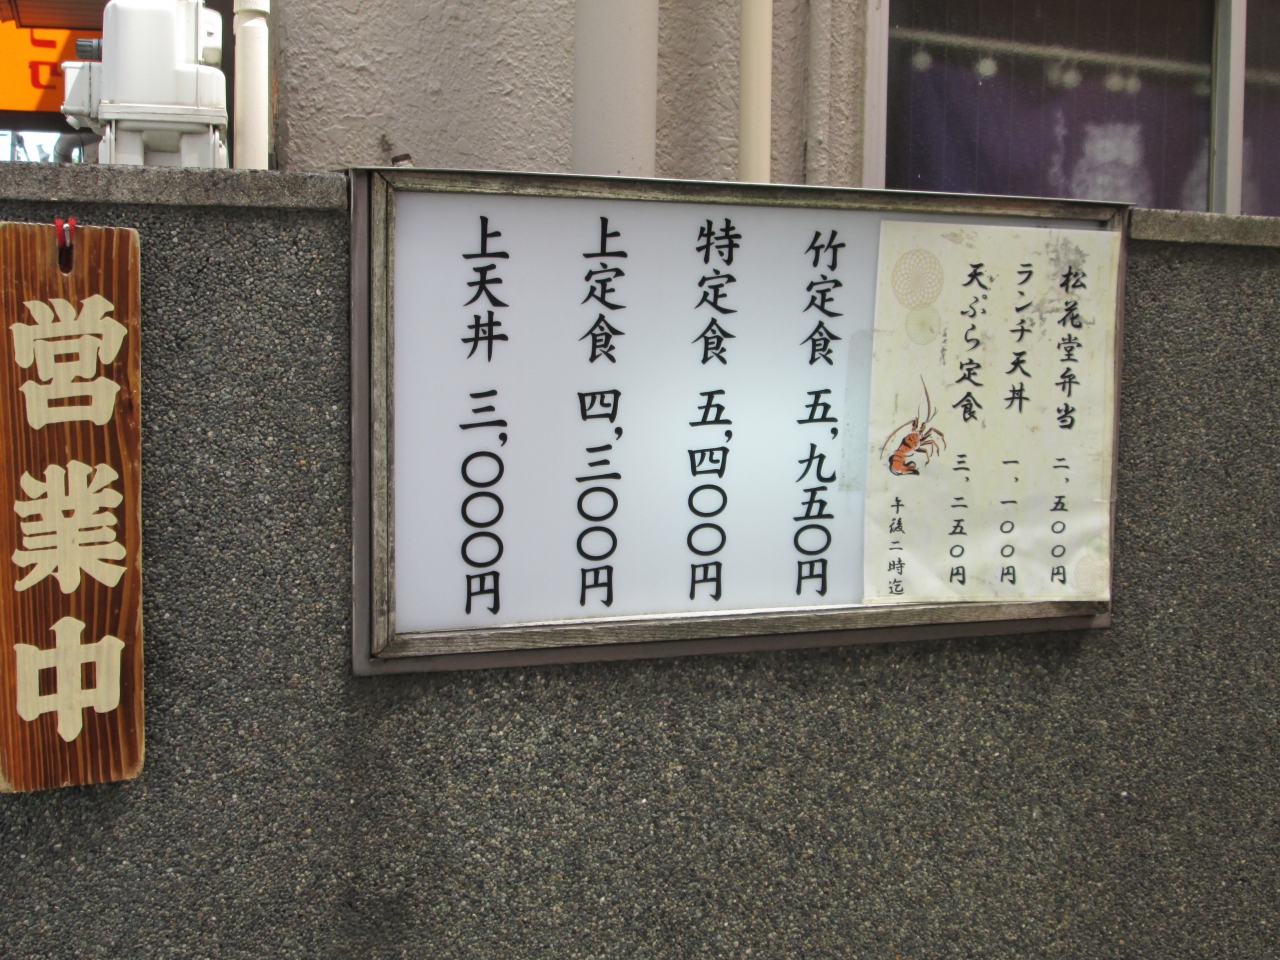 松花堂弁当 二,五〇〇円
ランチ天丼 一,一〇〇円
天ぷら定食 三,二五〇円
午後二時迄
竹定食 五,九五〇円
特定食 五,四〇〇円
上定食 四,三〇〇円
上天丼 三,〇〇〇円
営業中